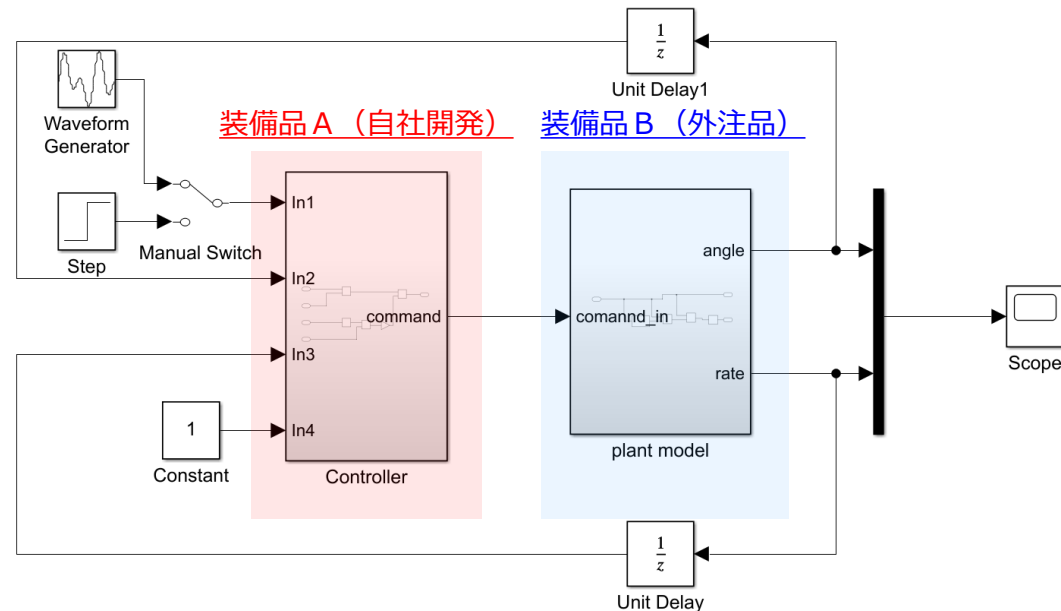 1
z
Unit Delay1
Waveform
Generator
装備品A（自社開発）
装備品B（外注品）
In1
Manual Switch
Step
In2
command
In3
In4
1
Constant
Controller
angle
comannd_in
rate
plant model
Scope
1
z
Unit Delay